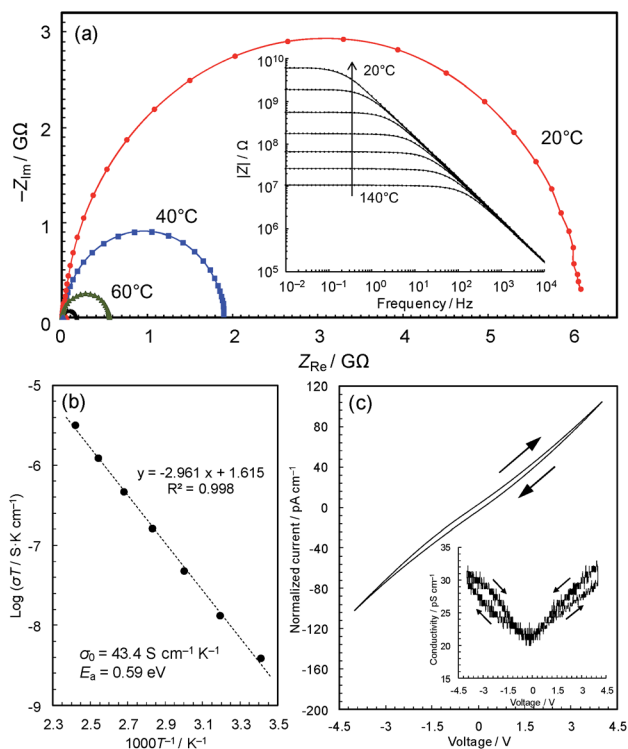 (a)
3
2
1
0
−Z_Im / GΩ
0
1
2
3
4
5
6
Z_Re / GΩ
20°C
40°C
60°C
10^10
10^9
10^8
10^7
10^6
10^5
|Z| / Ω
20°C
140°C
10^−2
10^−1
10^0
10^1
10^2
10^3
10^4
Frequency / Hz
(b)
-5
-6
-7
-8
-9
Log (σT / S·K cm^−1)
y = -2.961 x + 1.615
R² = 0.998
σ_0 = 43.4 S cm^−1 K^−1
E_a = 0.59 eV
2.3
2.5
2.7
2.9
3.1
3.3
3.5
1000T^−1 / K^−1
(c)
120
80
40
0
-40
-80
-120
-160
-200
Normalized current / pA cm^−1
-4.5
-3
-1.5
0
1.5
3
4.5
Voltage / V
35
30
25
20
15
10
Conductivity / pS cm^−1
-4.5
-3
-1.5
0
1.5
3
4.5
Voltage / V